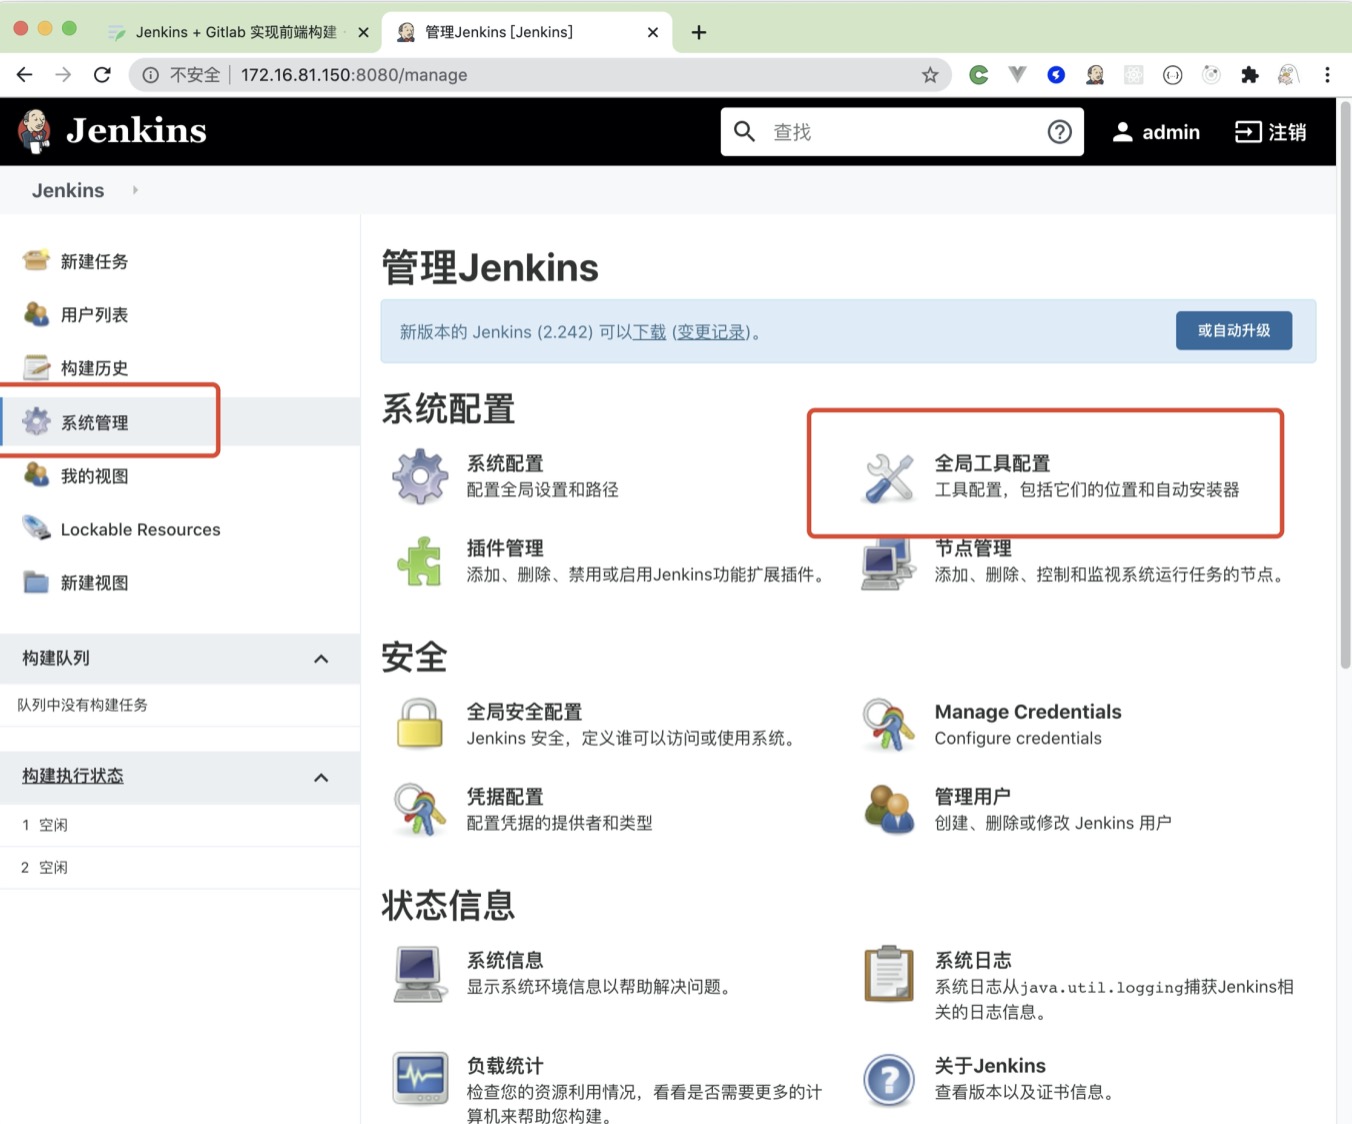 Jenkins + Gitlab 实现前端构建
管理Jenkins [Jenkins]
不安全 172.16.81.150:8080/manage
Jenkins
查找
admin
注销
Jenkins
新建任务
用户列表
构建历史
系统管理
我的视图
Lockable Resources
新建视图
构建队列
队列中没有构建任务
构建执行状态
1 空闲
2 空闲
管理Jenkins
新版本的 Jenkins (2.242) 可以下载 (变更记录)。
或自动升级
系统配置
系统配置
配置全局设置和路径
全局工具配置
工具配置，包括它们的位置和自动安装器
插件管理
添加、删除、禁用或启用Jenkins功能扩展插件。
节点管理
添加、删除、控制和监视系统运行任务的节点。
安全
全局安全配置
Jenkins 安全，定义谁可以访问或使用系统。
Manage Credentials
Configure credentials
凭据配置
配置凭据的提供者和类型
管理用户
创建、删除或修改 Jenkins 用户
状态信息
系统信息
显示系统环境信息以帮助解决问题。
系统日志
系统日志从java.util.logging捕获Jenkins相
关的日志信息。
负载统计
检查您的资源利用情况，看看是否需要更多的计
算机来帮助您构建。
关于Jenkins
查看版本以及证书信息。